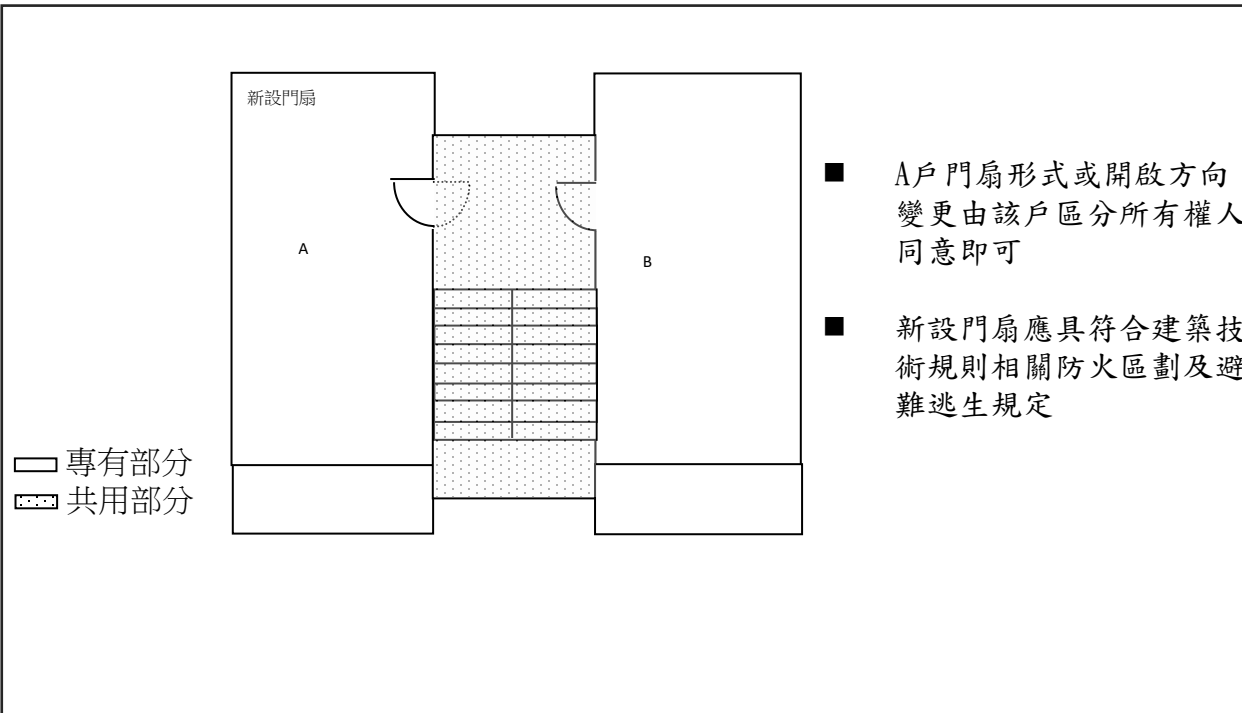 新設門扇
A
B
A戶門扇形式或開啟方向
變更由該戶區分所有權人
同意即可
新設門扇應具符合建築技
術規則相關防火區劃及避
難逃生規定
專有部分
共用部分